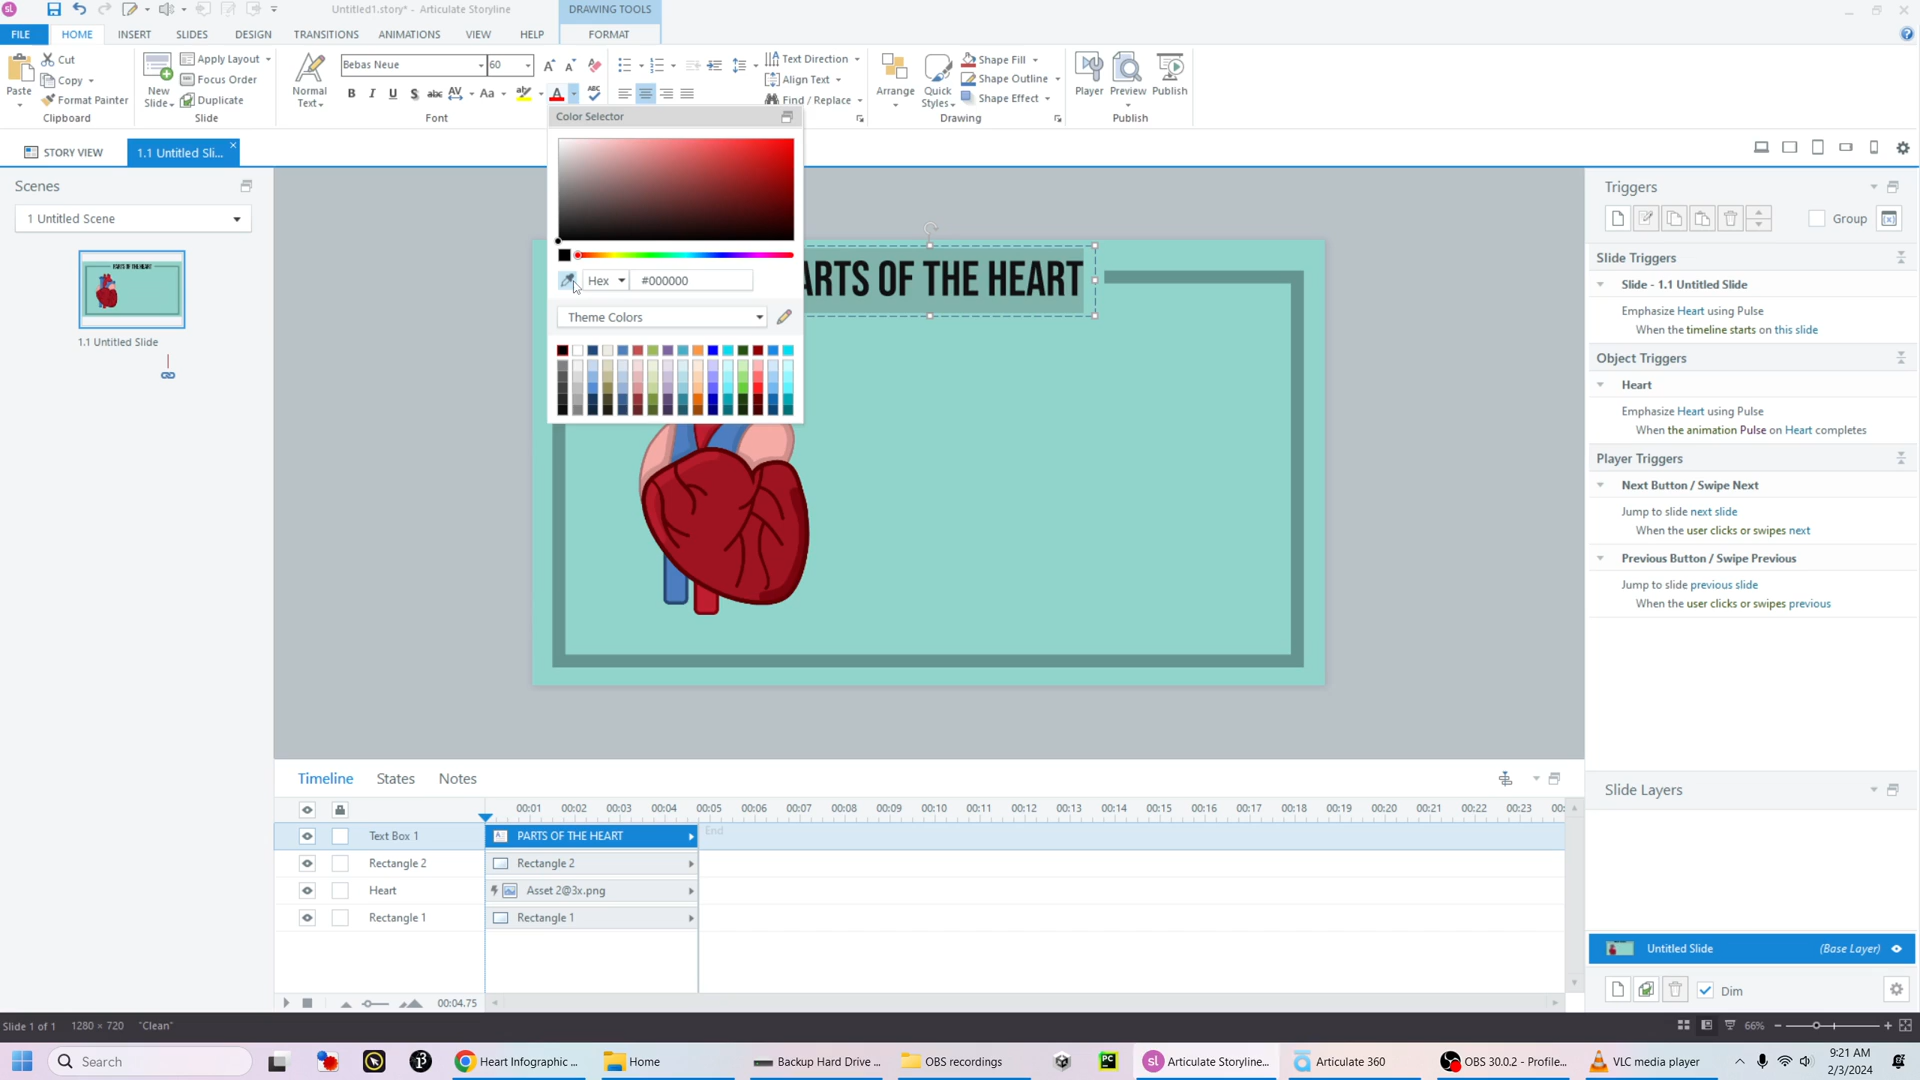 sl Untitled1.story* - Articulate Storyline DRAWING TOOLS
FILE HOME INSERT SLIDES DESIGN TRANSITIONS ANIMATIONS VIEW HELP FORMAT
Paste Cut Copy Format Painter
Clipboard
New Slide Apply Layout Focus Order Duplicate
Slide
Normal Text Bebas Neue 60
B I U S abc AV Aa A
Font
Text Direction
Align Text
Find / Replace
Arrange Quick Styles Shape Fill Shape Outline Shape Effect
Drawing
Player Preview Publish
Publish
STORY VIEW 1.1 Untitled Sli...
Scenes
1 Untitled Scene
PARTS OF THE HEART
1.1 Untitled Slide
Color Selector
Hex #000000
Theme Colors
ARTS OF THE HEART
Triggers
Group
Slide Triggers
Slide - 1.1 Untitled Slide
Emphasize Heart using Pulse
When the timeline starts on this slide
Object Triggers
Heart
Emphasize Heart using Pulse
When the animation Pulse on Heart completes
Player Triggers
Next Button / Swipe Next
Jump to slide next slide
When the user clicks or swipes next
Previous Button / Swipe Previous
Jump to slide previous slide
When the user clicks or swipes previous
Timeline States Notes
00:01 00:02 00:03 00:04 00:05 00:06 00:07 00:08 00:09 00:10 00:11 00:12 00:13 00:14 00:15 00:16 00:17 00:18 00:19 00:20 00:21 00:22 00:23 00:
Text Box 1 PARTS OF THE HEART End
Rectangle 2 Rectangle 2
Heart Asset 2@3x.png
Rectangle 1 Rectangle 1
00:04.75
Slide Layers
Untitled Slide (Base Layer)
Dim
Slide 1 of 1 1280 × 720 "Clean" 66%
Search Heart Infographic ... Home Backup Hard Drive ... OBS recordings PC sl Articulate Storyline... Articulate 360 OBS 30.0.2 - Profile... VLC media player
9:21 AM
2/3/2024